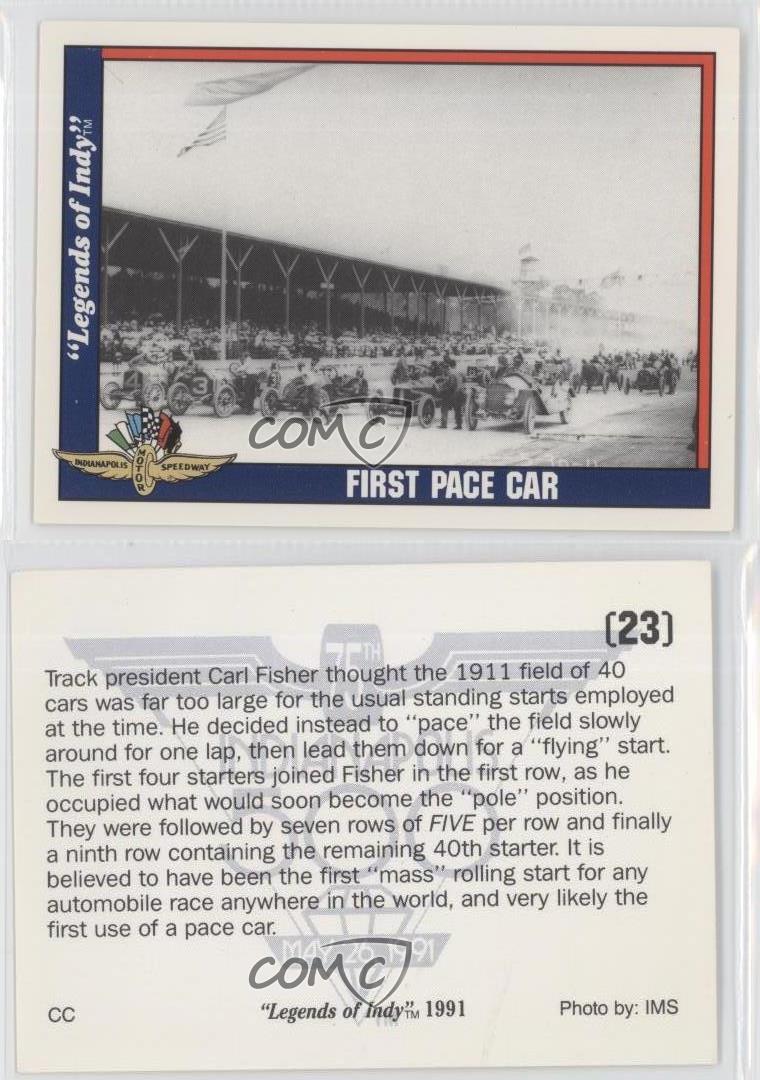 "Legends of Indy"™
INDIANAPOLIS MOTOR SPEEDWAY
FIRST PACE CAR
COMC
(23)
75TH
INDIANAPOLIS
500
MAY 26, 1991
Track president Carl Fisher thought the 1911 field of 40
cars was far too large for the usual standing starts employed
at the time. He decided instead to "pace" the field slowly
around for one lap, then lead them down for a "flying" start.
The first four starters joined Fisher in the first row, as he
occupied what would soon become the "pole" position.
They were followed by seven rows of FIVE per row and finally
a ninth row containing the remaining 40th starter. It is
believed to have been the first "mass" rolling start for any
automobile race anywhere in the world, and very likely the
first use of a pace car.
COMC
CC
"Legends of Indy"™ 1991
Photo by: IMS